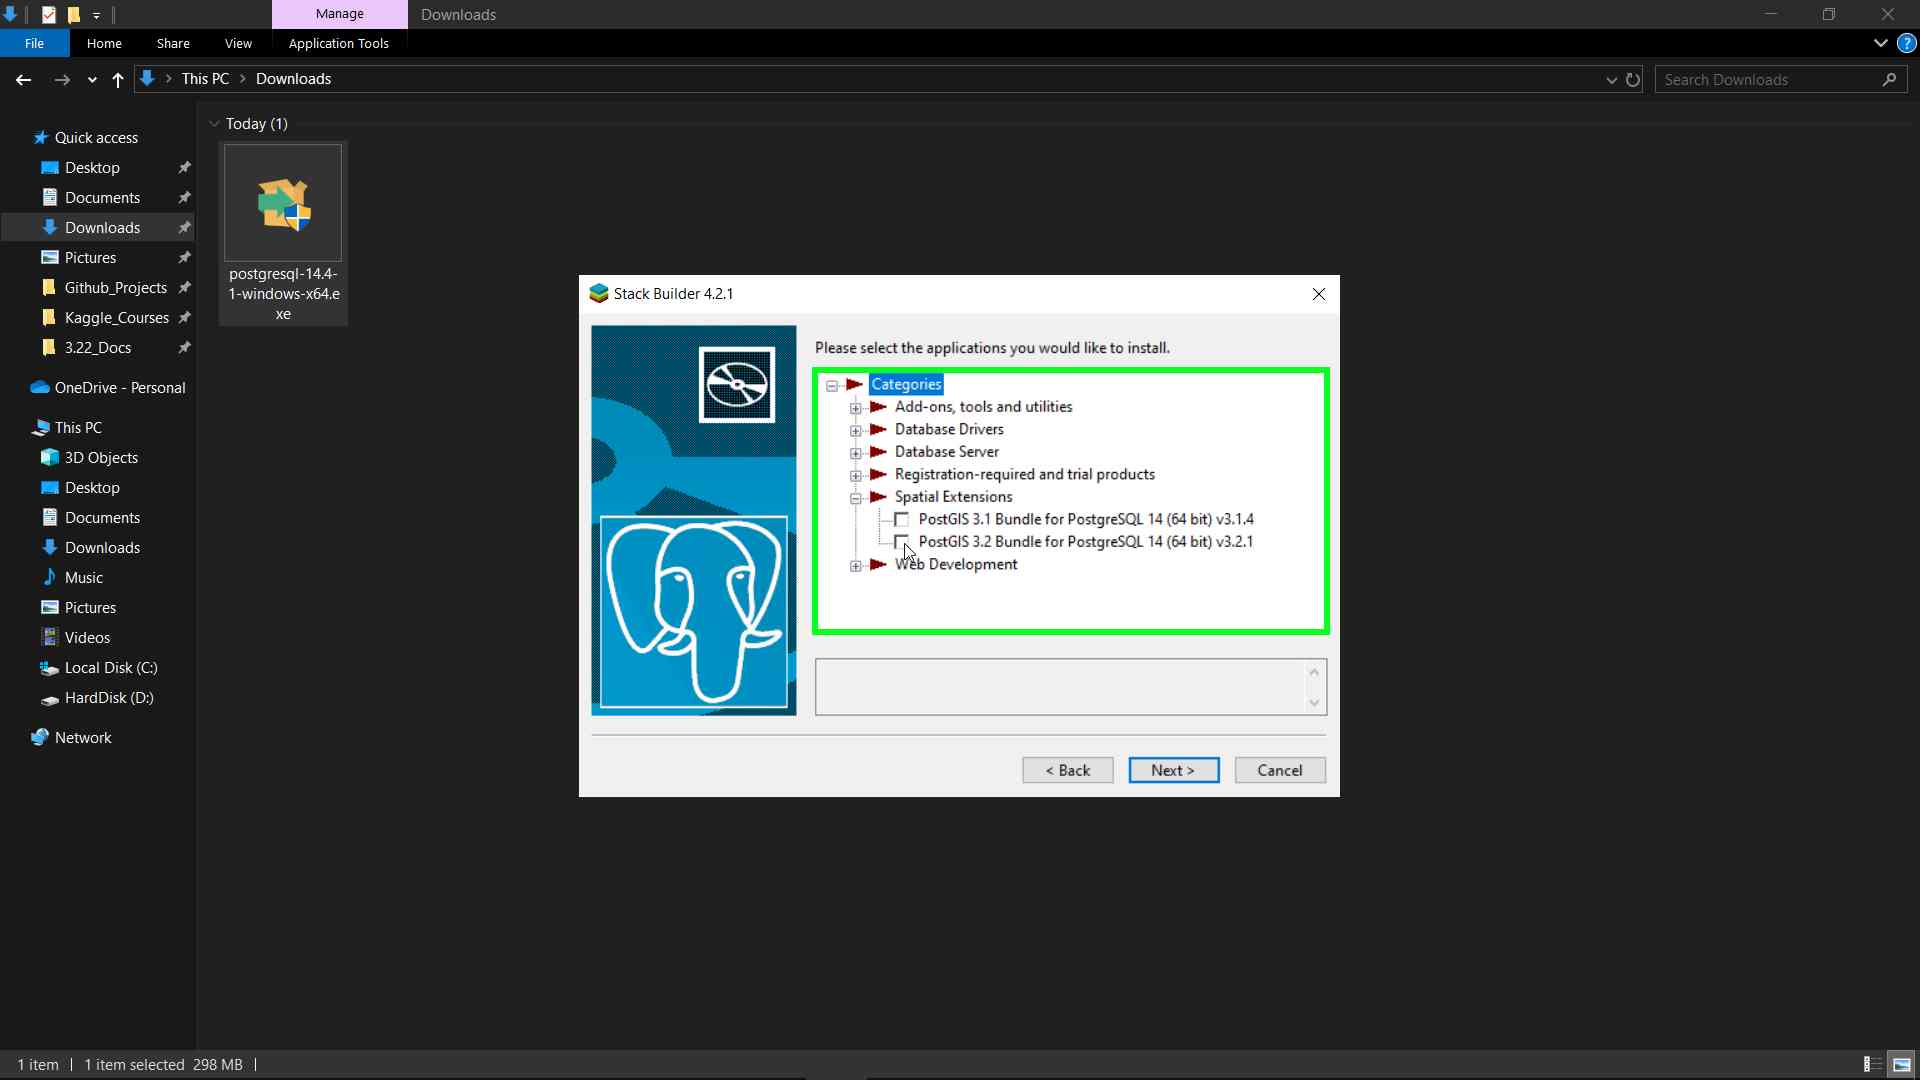 Manage
Downloads
File
Home
Share
View
Application Tools
?
This PC > Downloads
Search Downloads
Quick access
Desktop
Documents
Downloads
Pictures
Github_Projects
Kaggle_Courses
3.22_Docs
OneDrive - Personal
This PC
3D Objects
Desktop
Documents
Downloads
Music
Pictures
Videos
Local Disk (C:)
HardDisk (D:)
Network
Today (1)
postgresql-14.4-
1-windows-x64.e
xe
Stack Builder 4.2.1
Please select the applications you would like to install.
Categories
Add-ons, tools and utilities
Database Drivers
Database Server
Registration-required and trial products
Spatial Extensions
PostGIS 3.1 Bundle for PostgreSQL 14 (64 bit) v3.1.4
PostGIS 3.2 Bundle for PostgreSQL 14 (64 bit) v3.2.1
Web Development
< Back
Next >
Cancel
1 item
1 item selected 298 MB